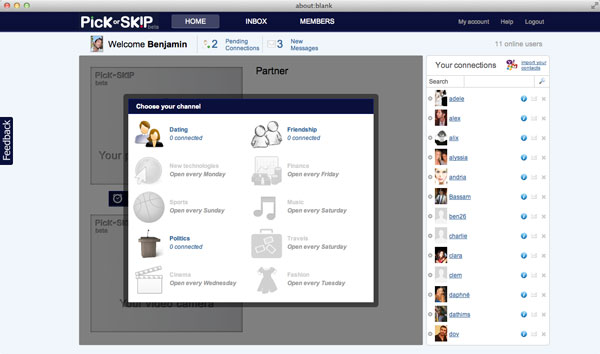 about:blank
PicK or SKiP beta
HOME INBOX MEMBERS
My account Help Logout
Welcome Benjamin
2 Pending Connections
3 New Messages
11 online users
Feedback
PicK-SKiP
beta
Partner
Your
PicK-SKiP
beta
Your video camera
Choose your channel
Dating
0 connected
Friendship
0 connected
New technologies
Open every Monday
Finance
Open every Friday
Sports
Open every Sunday
Music
Open every Saturday
Politics
0 connected
Travels
Open every Saturday
Cinema
Open every Wednesday
Fashion
Open every Tuesday
Your connections
import your contacts
Search
adele
alex
alix
alyssia
andria
Bassam
ben26
charlie
clara
clem
daphné
dathims
dov